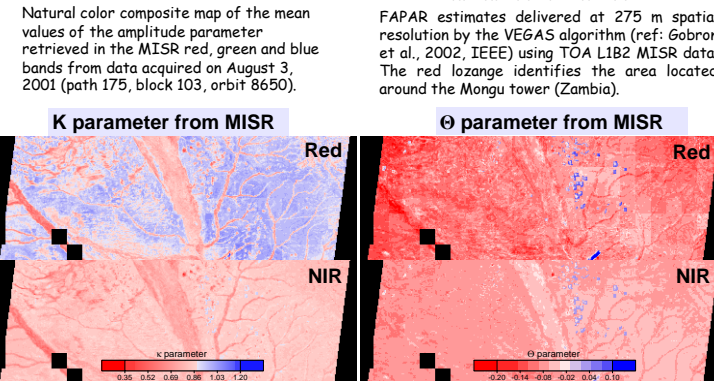 Natural color composite map of the mean
values of the amplitude parameter
retrieved in the MISR red, green and blue
bands from data acquired on August 3,
2001 (path 175, block 103, orbit 8650).
FAPAR estimates delivered at 275 m spatia
resolution by the VEGAS algorithm (ref: Gobror
et al., 2002, IEEE) using TOA L1B2 MISR data
The red lozange identifies the area located
around the Mongu tower (Zambia).
K parameter from MISR
Red
NIR
κ parameter
0.35 0.52 0.69 0.86 1.03 1.20
Θ parameter from MISR
Red
NIR
Θ parameter
-0.20 -0.14 -0.08 -0.02 0.04 0.10